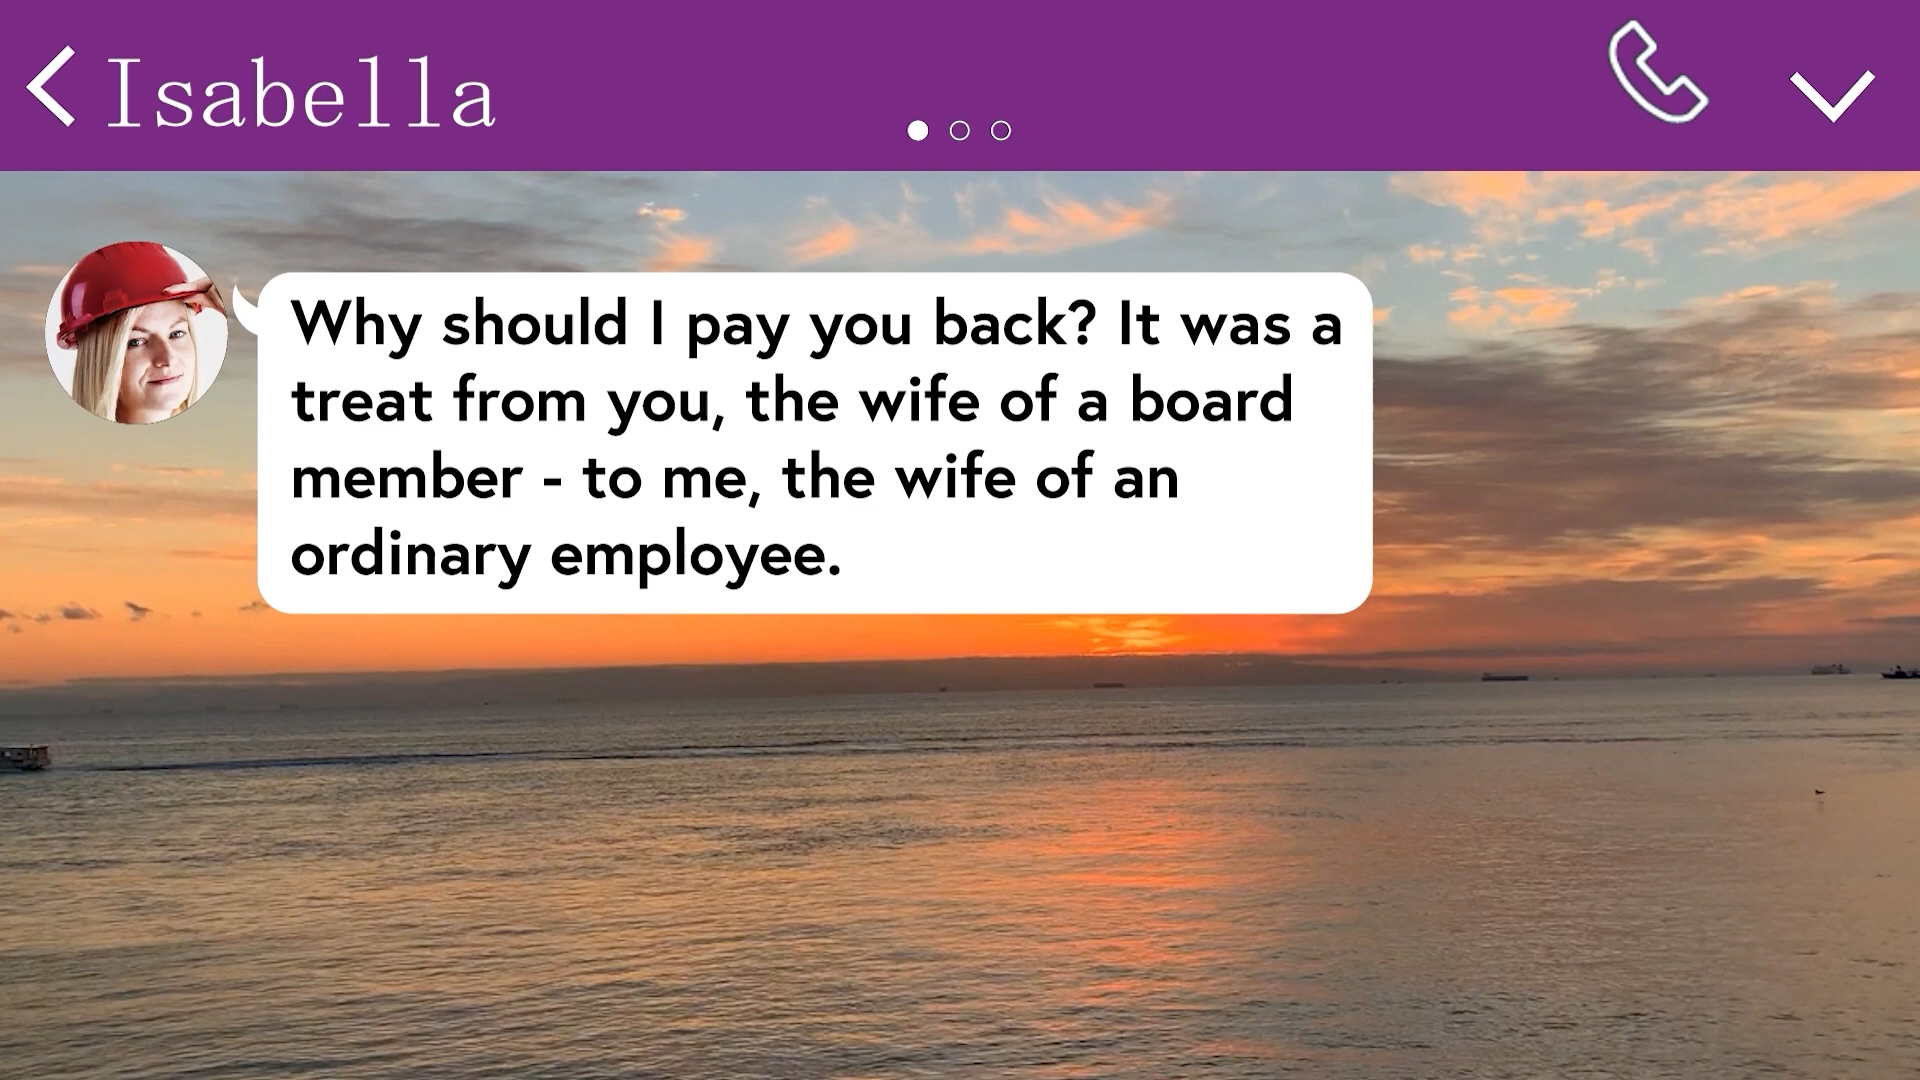 Isabella
Why should I pay you back? It was a
treat from you, the wife of a board
member - to me, the wife of an
ordinary employee.